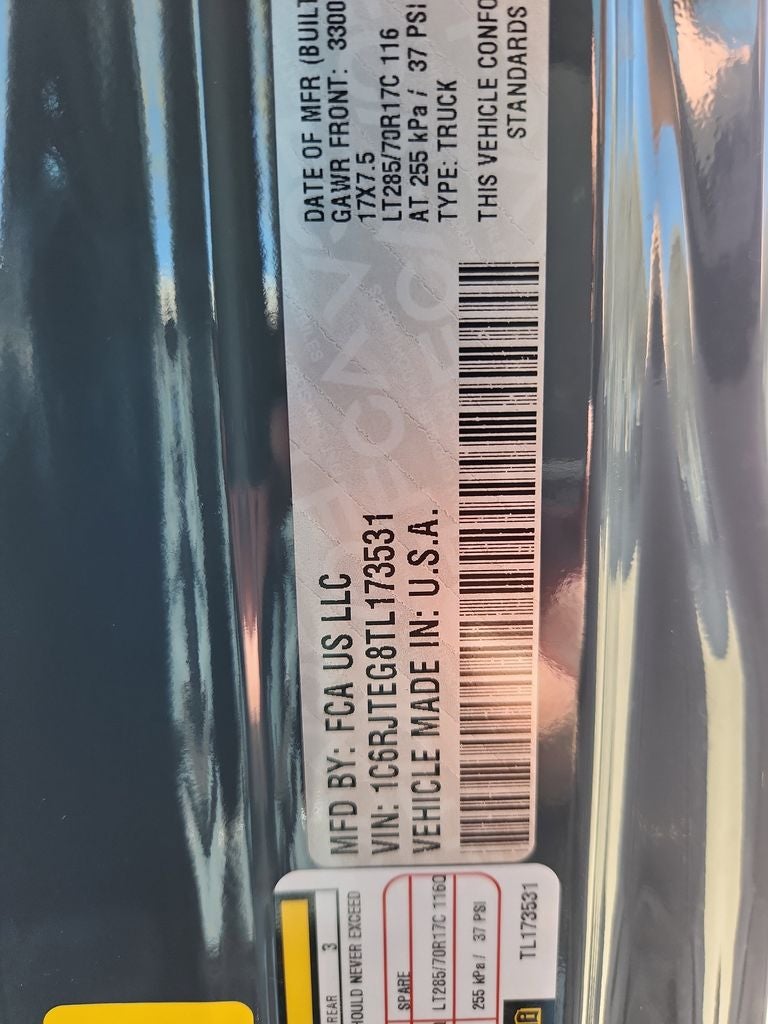 MFD BY: FCA US LLC
VIN: 1C6RJTEG8TL173531
VEHICLE MADE IN: U.S.A.
DATE OF MFR (BUILT
GAWR FRONT: 3300
17X7.5
LT285/70R17C 116
AT 255 kPa / 37 PSI
TYPE: TRUCK
THIS VEHICLE CONFO
STANDARDS
REAR 3
HOULD NEVER EXCEED
SPARE
LT285/70R17C 116Q
255 kPa / 37 PSI
TL173531